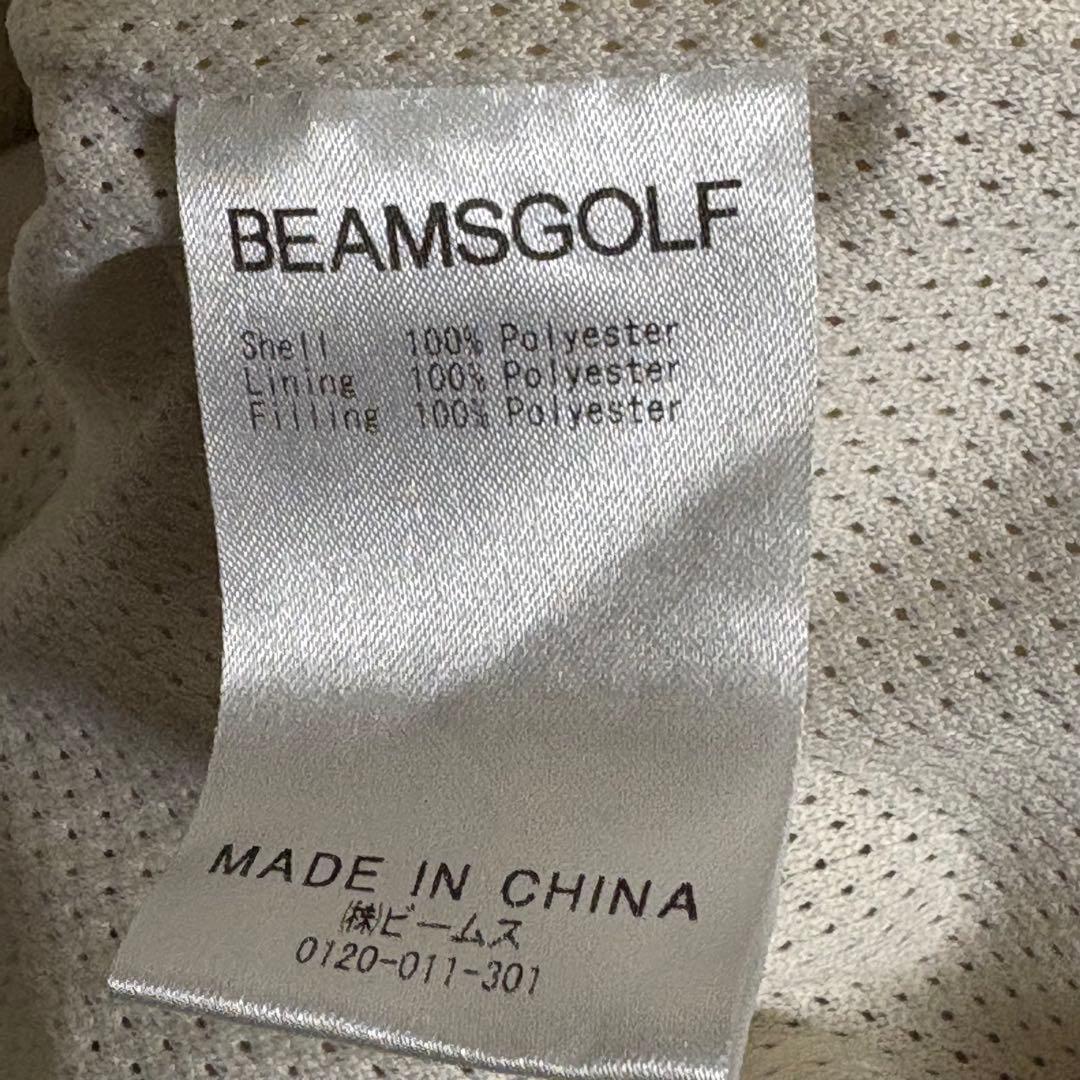 BEAMSGOLF
Shell 100% Polyester
Lining 100% Polyester
Filling 100% Polyester
MADE IN CHINA
㈱ビームス
0120-011-301